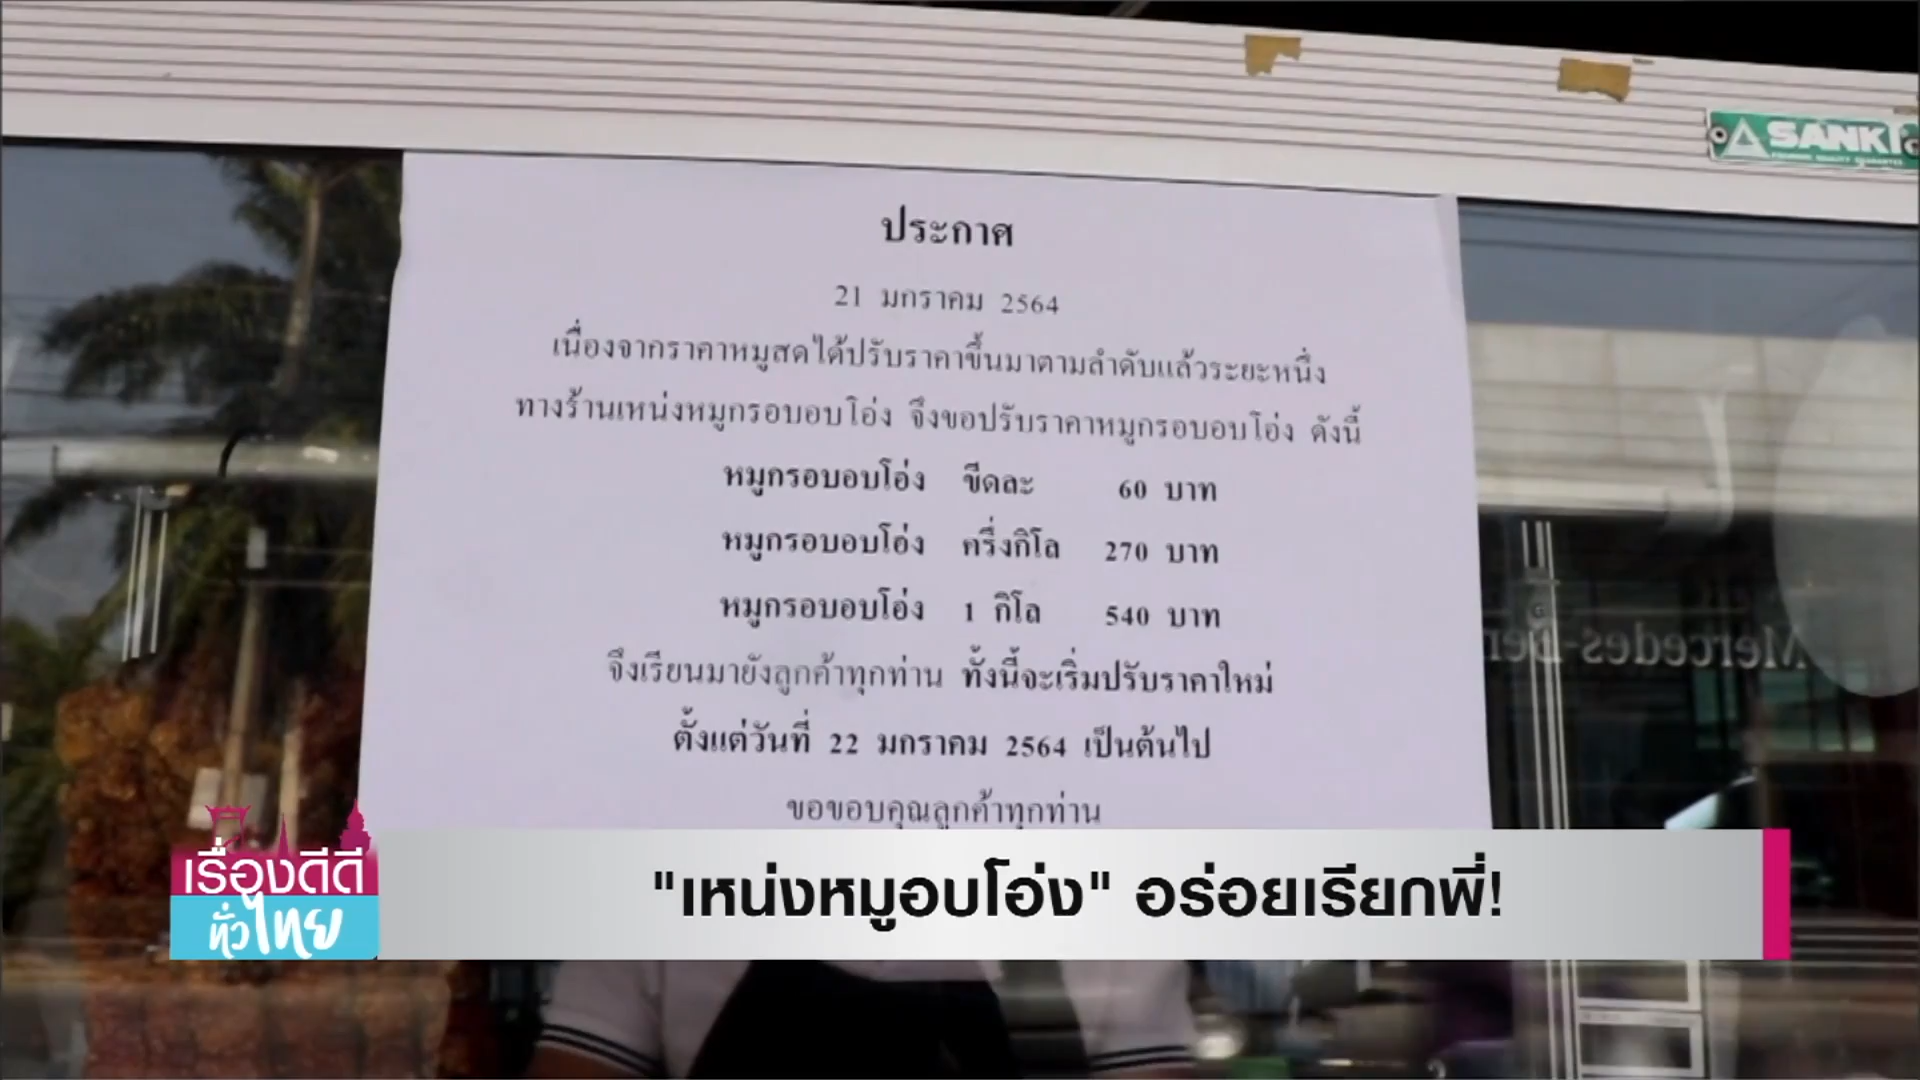 SANKI
PREMIUM QUALITY GUARANTEE
ประกาศ
21 มกราคม 2564
เนื่องจากราคาหมูสดได้ปรับราคาขึ้นมาตามลำดับแล้วระยะหนึ่ง
ทางร้านเหน่งหมูกรอบอบโอ่ง จึงขอปรับราคาหมูกรอบอบโอ่ง ดังนี้
หมูกรอบอบโอ่ง ขีดละ 60 บาท
หมูกรอบอบโอ่ง ครึ่งกิโล 270 บาท
หมูกรอบอบโอ่ง 1 กิโล 540 บาท
จึงเรียนมายังลูกค้าทุกท่าน ทั้งนี้จะเริ่มปรับราคาใหม่
ตั้งแต่วันที่ 22 มกราคม 2564 เป็นต้นไป
ขอขอบคุณลูกค้าทุกท่าน
Mercedes-Ben
เรื่องดีดี
ทั่วไทย
"เหน่งหมูอบโอ่ง" อร่อยเรียกพี่!